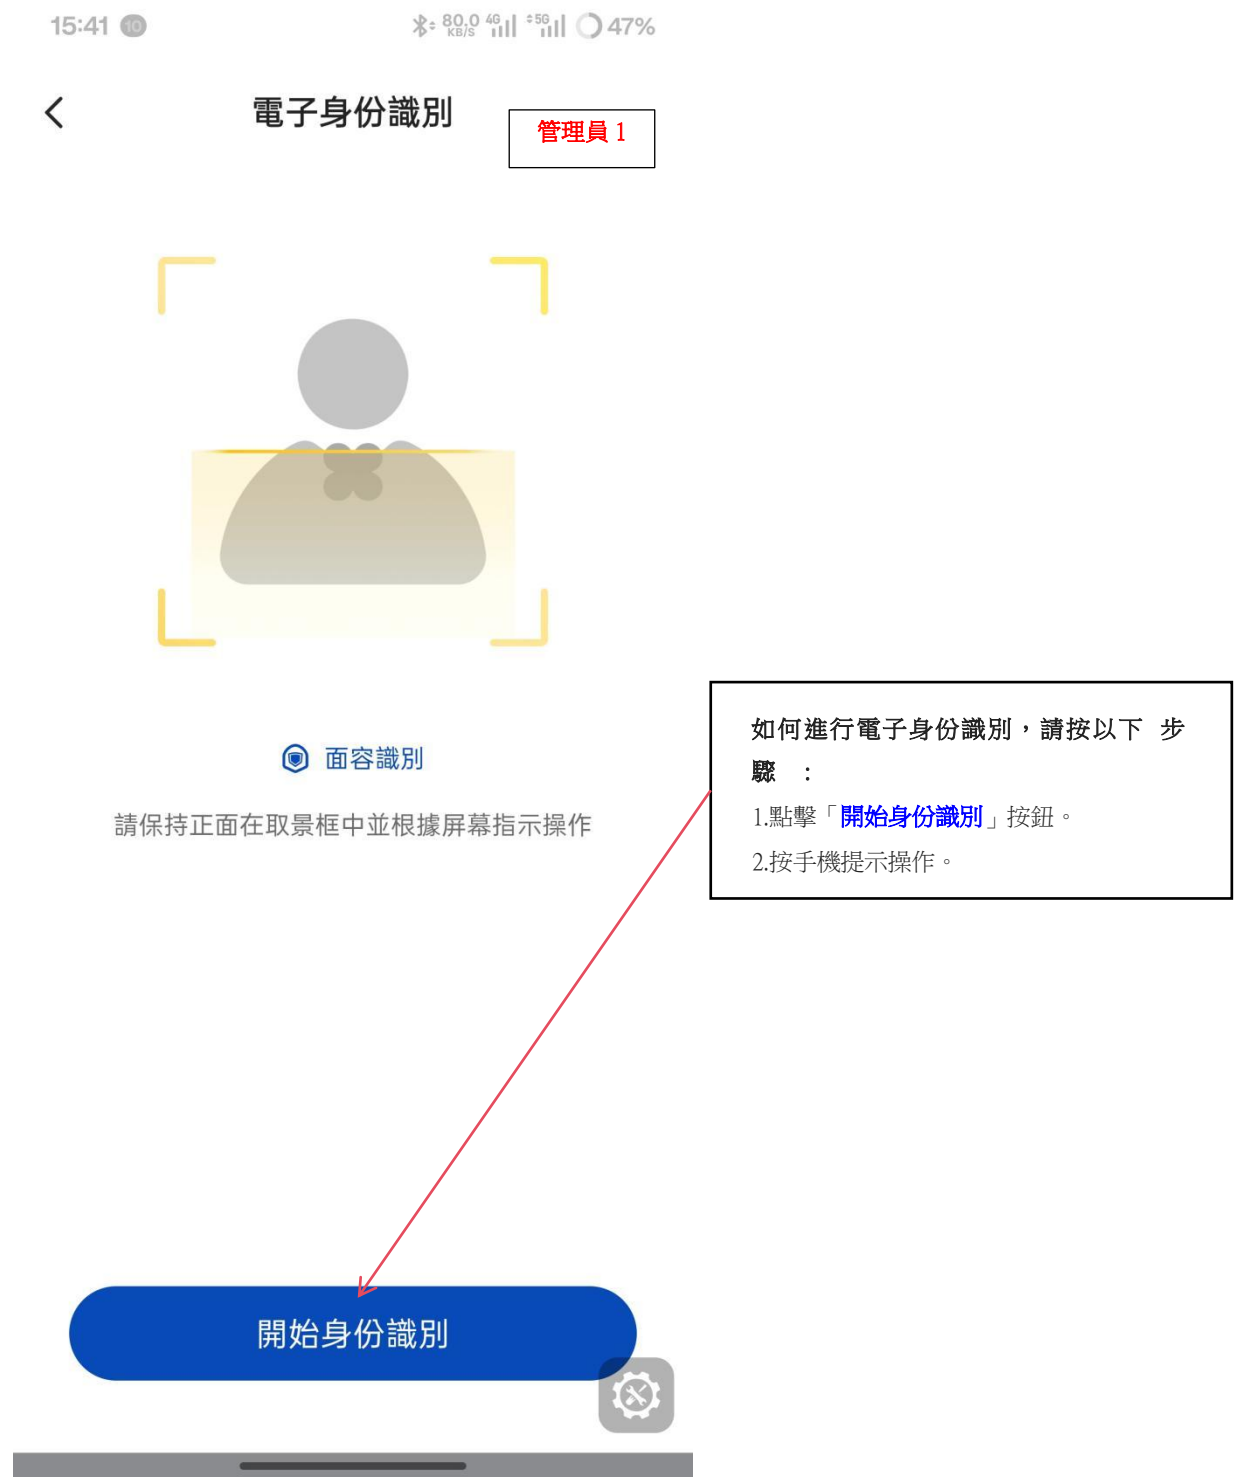 15:41 10 80.0 KB/S 4G 5G 47%
電子身份識別
管理員 1
面容識別
請保持正面在取景框中並根據屏幕指示操作
如何進行電子身份識別，請按以下 步
驟 ：
1.點擊「開始身份識別」按鈕。
2.按手機提示操作。
開始身份識別